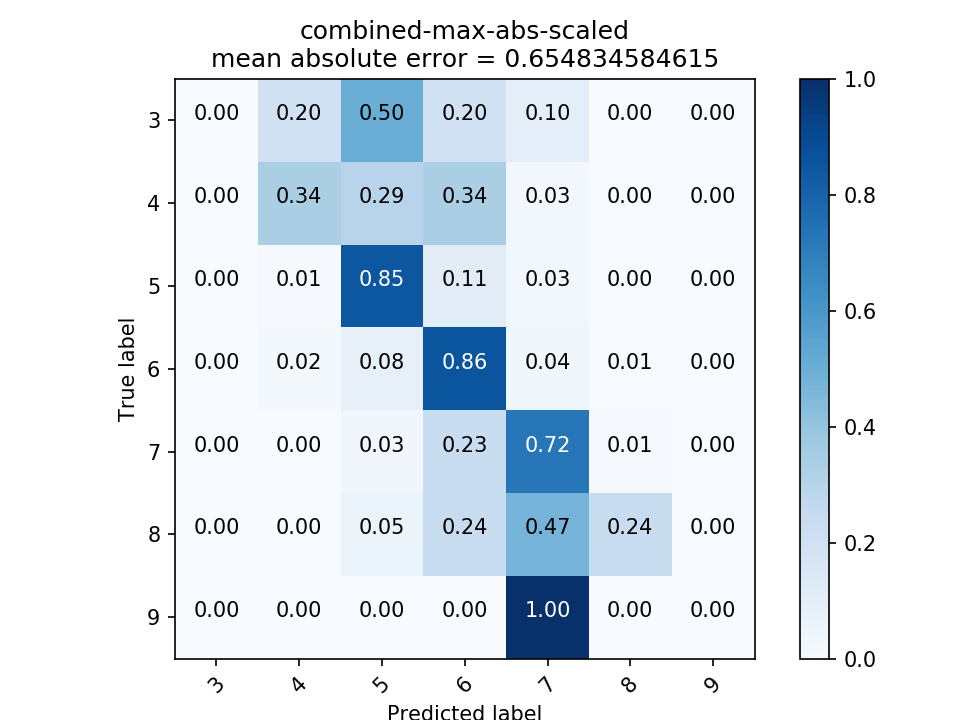 combined-max-abs-scaled
mean absolute error = 0.654834584615
1.0
3 0.00 0.20 0.50 0.20 0.10 0.00 0.00
4 0.00 0.34 0.29 0.34 0.03 0.00 0.00
0.8
5 0.00 0.01 0.85 0.11 0.03 0.00 0.00
0.6
True label
6 0.00 0.02 0.08 0.86 0.04 0.01 0.00
0.4
7 0.00 0.00 0.03 0.23 0.72 0.01 0.00
8 0.00 0.00 0.05 0.24 0.47 0.24 0.00
0.2
9 0.00 0.00 0.00 0.00 1.00 0.00 0.00
0.0
3 4 5 6 7 8 9
Predicted label